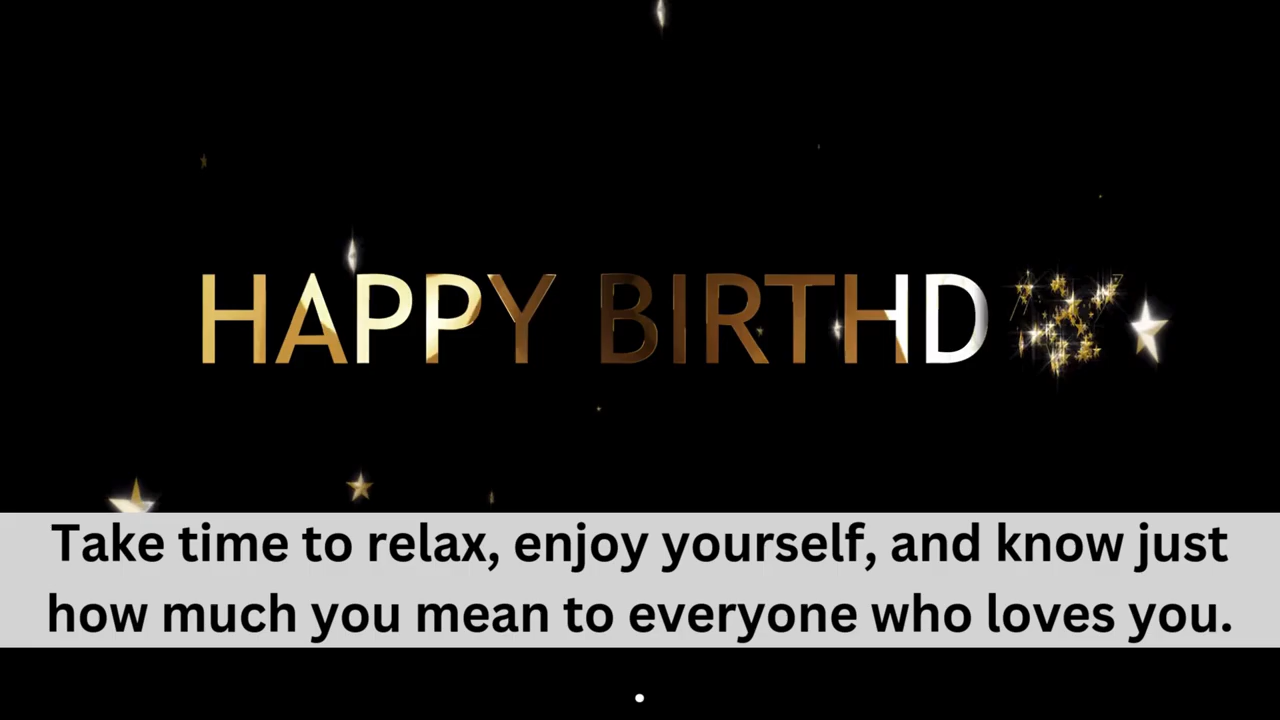 HAPPY BIRTHD
Take time to relax, enjoy yourself, and know just
how much you mean to everyone who loves you.
.